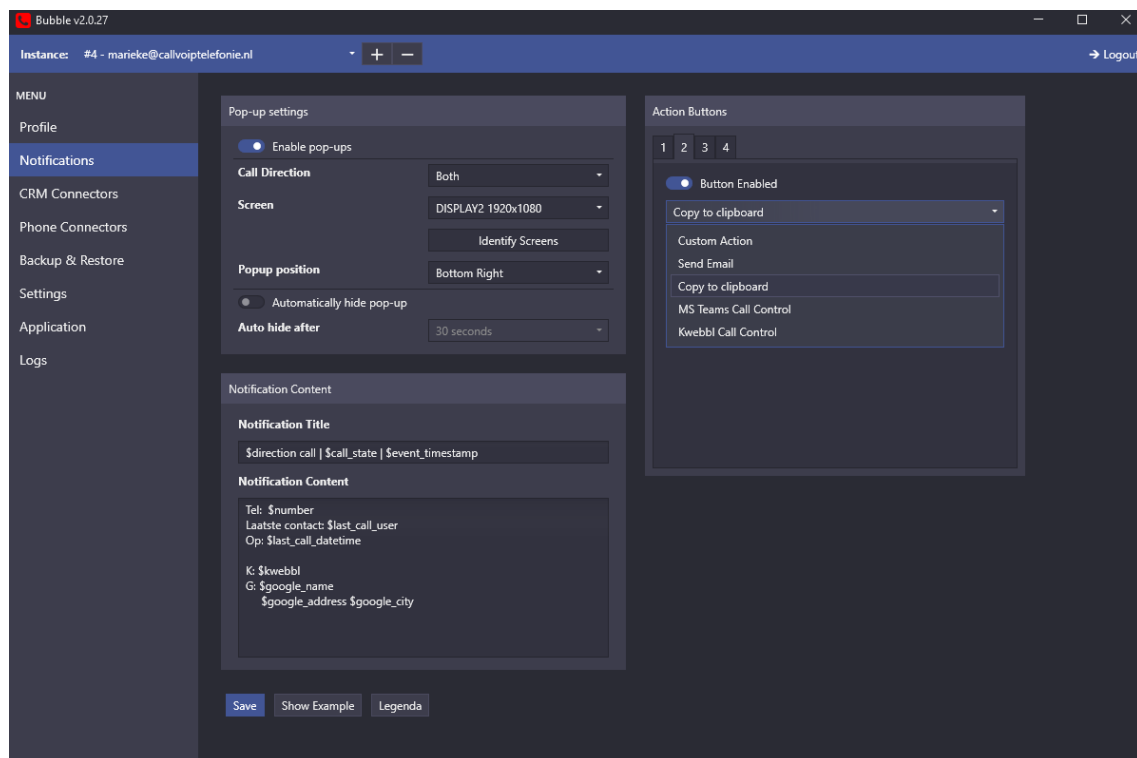 Bubble v2.0.27
Instance: #4 - marieke@callvoiptelefonie.nl
Logout
MENU
Profile
Notifications
CRM Connectors
Phone Connectors
Backup & Restore
Settings
Application
Logs
Pop-up settings
Enable pop-ups
Call Direction Both
Screen DISPLAY2 1920x1080
Identify Screens
Popup position Bottom Right
Automatically hide pop-up
Auto hide after 30 seconds
Notification Content
Notification Title
$direction call | $call_state | $event_timestamp
Notification Content
Tel: $number
Laatste contact: $last_call_user
Op: $last_call_datetime
K: $kwebbl
G: $google_name
$google_address $google_city
Save Show Example Legenda
Action Buttons
1 2 3 4
Button Enabled
Copy to clipboard
Custom Action
Send Email
Copy to clipboard
MS Teams Call Control
Kwebbl Call Control